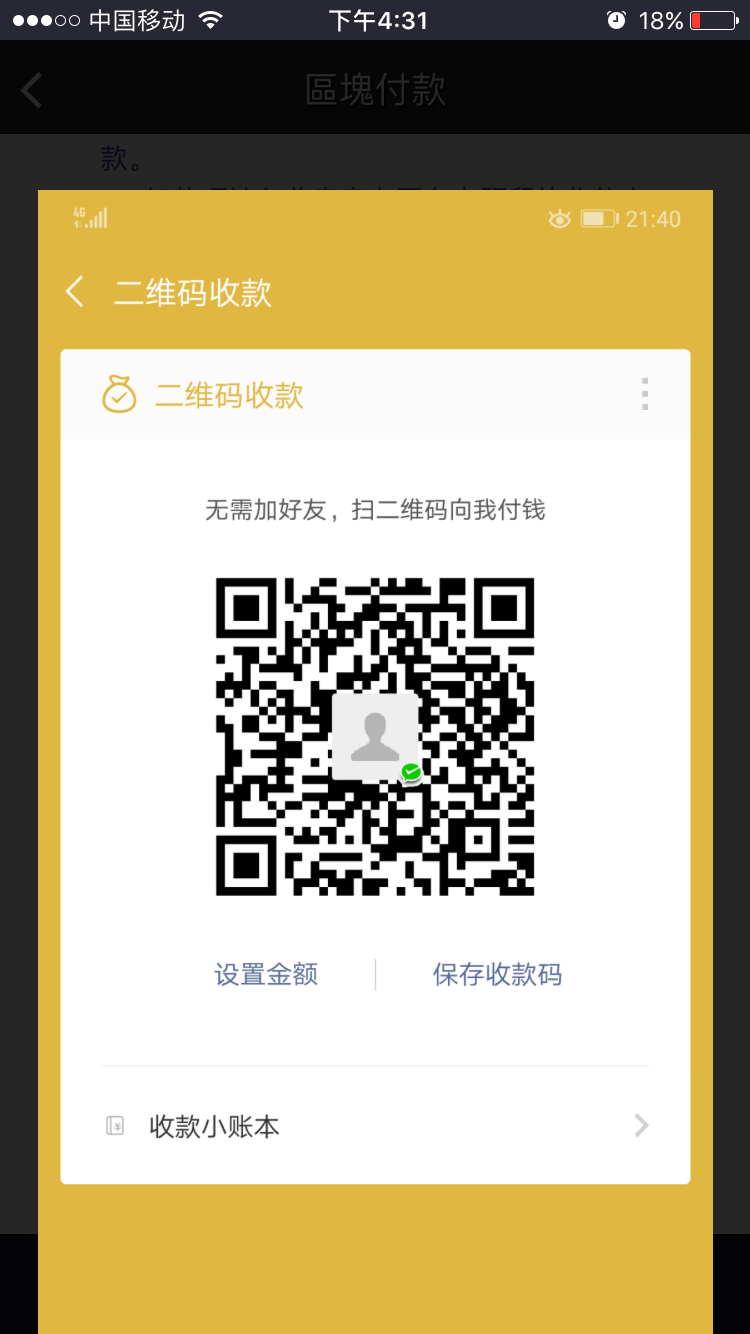 中国移动 下午4:31 18%
區塊付款
款。
4G 21:40
二维码收款
二维码收款
无需加好友，扫二维码向我付钱
设置金额 保存收款码
收款小账本